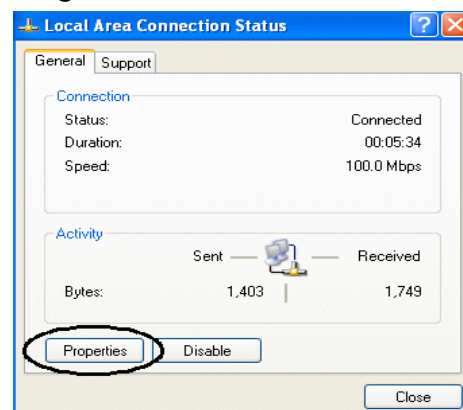 Local Area Connection Status
General Support
Connection
Status: Connected
Duration: 00:05:34
Speed: 100.0 Mbps
Activity
Sent Received
Bytes: 1,403 1,749
Properties Disable
Close